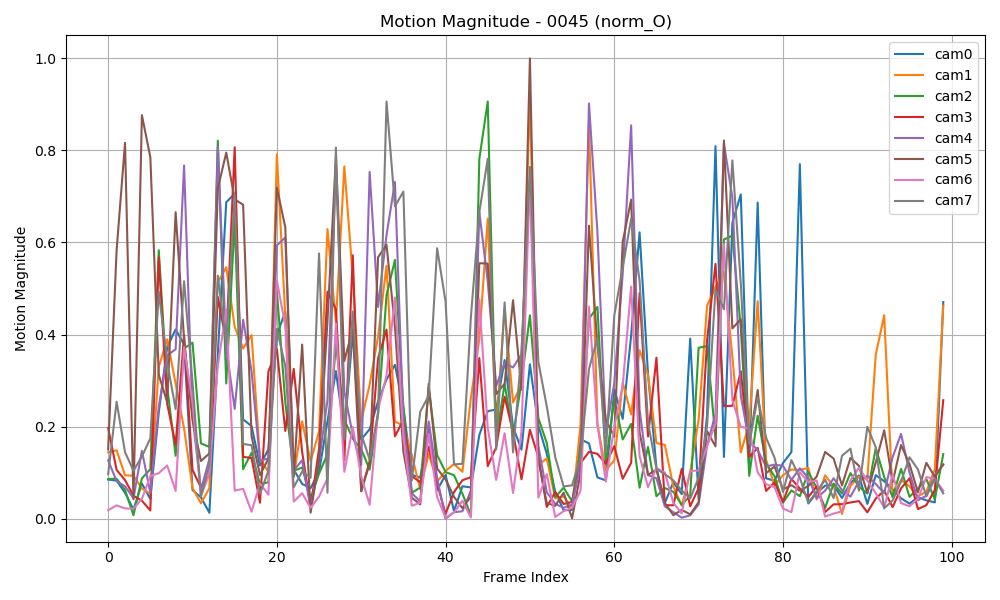 Motion Magnitude - 0045 (norm_O)
Motion Magnitude
1.0
0.8
0.6
0.4
0.2
0.0
0
20
40
60
80
100
Frame Index
cam0
cam1
cam2
cam3
cam4
cam5
cam6
cam7